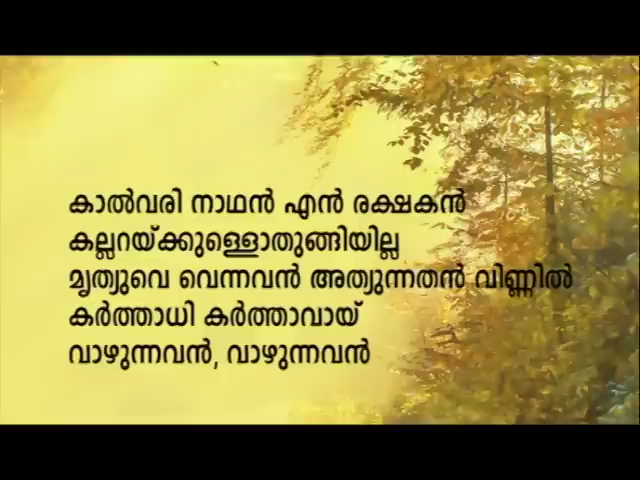 കാൽവരി നാഥൻ എൻ രക്ഷകൻ
കല്ലറയ്ക്കുള്ളൊതുങ്ങിയില്ല
മൃത്യുവെ വെന്നവൻ അത്യുന്നതൻ വിണ്ണിൽ
കർത്താധി കർത്താവായ്
വാഴുന്നവൻ, വാഴുന്നവൻ